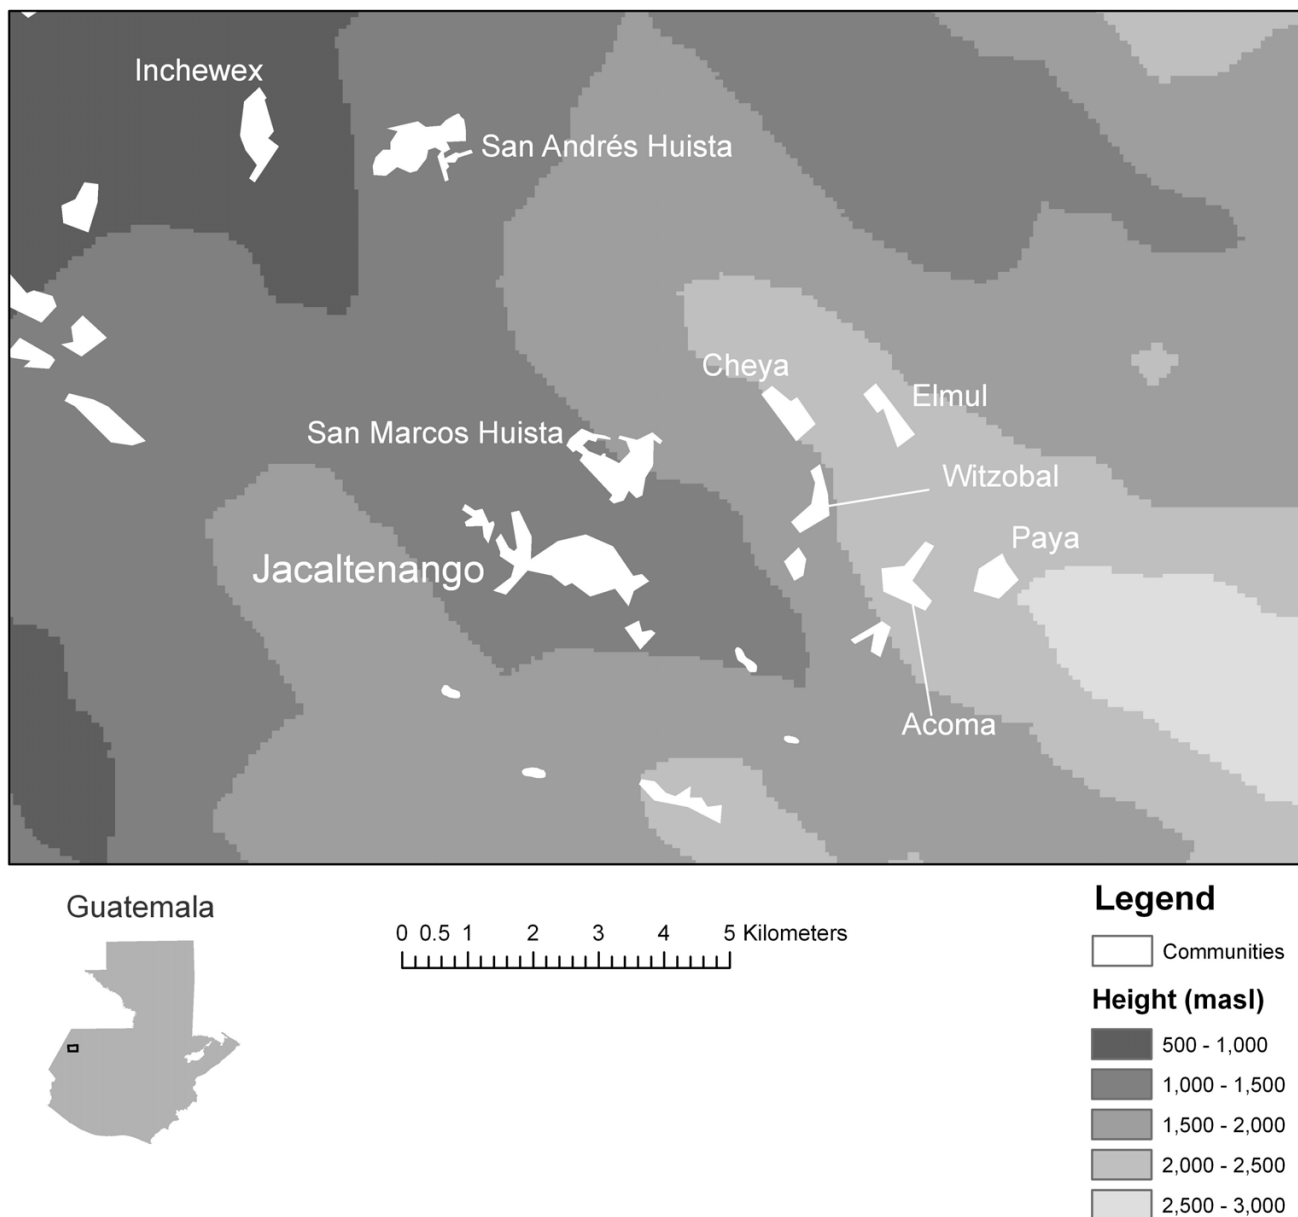 Inchewex
San Andrés Huista
Cheya
Elmul
San Marcos Huista
Witzobal
Paya
Jacaltenango
Acoma
Guatemala
0 0.5 1 2 3 4 5 Kilometers
Legend
Communities
Height (masl)
500 - 1,000
1,000 - 1,500
1,500 - 2,000
2,000 - 2,500
2,500 - 3,000